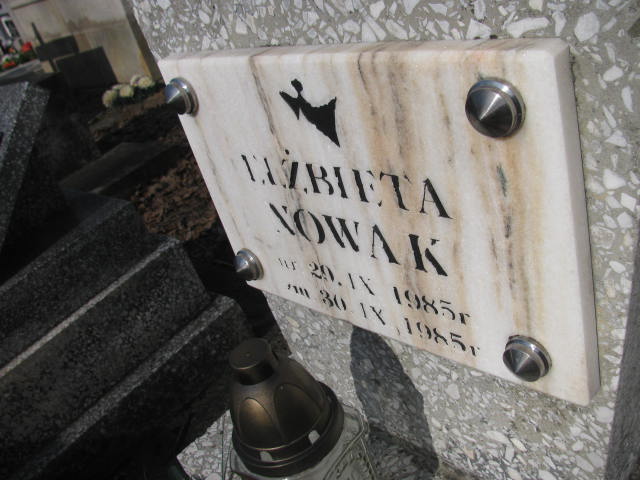 ELŻBIETA
NOWAK
ur 29.IX 1985r
zm 30.IX.1985r